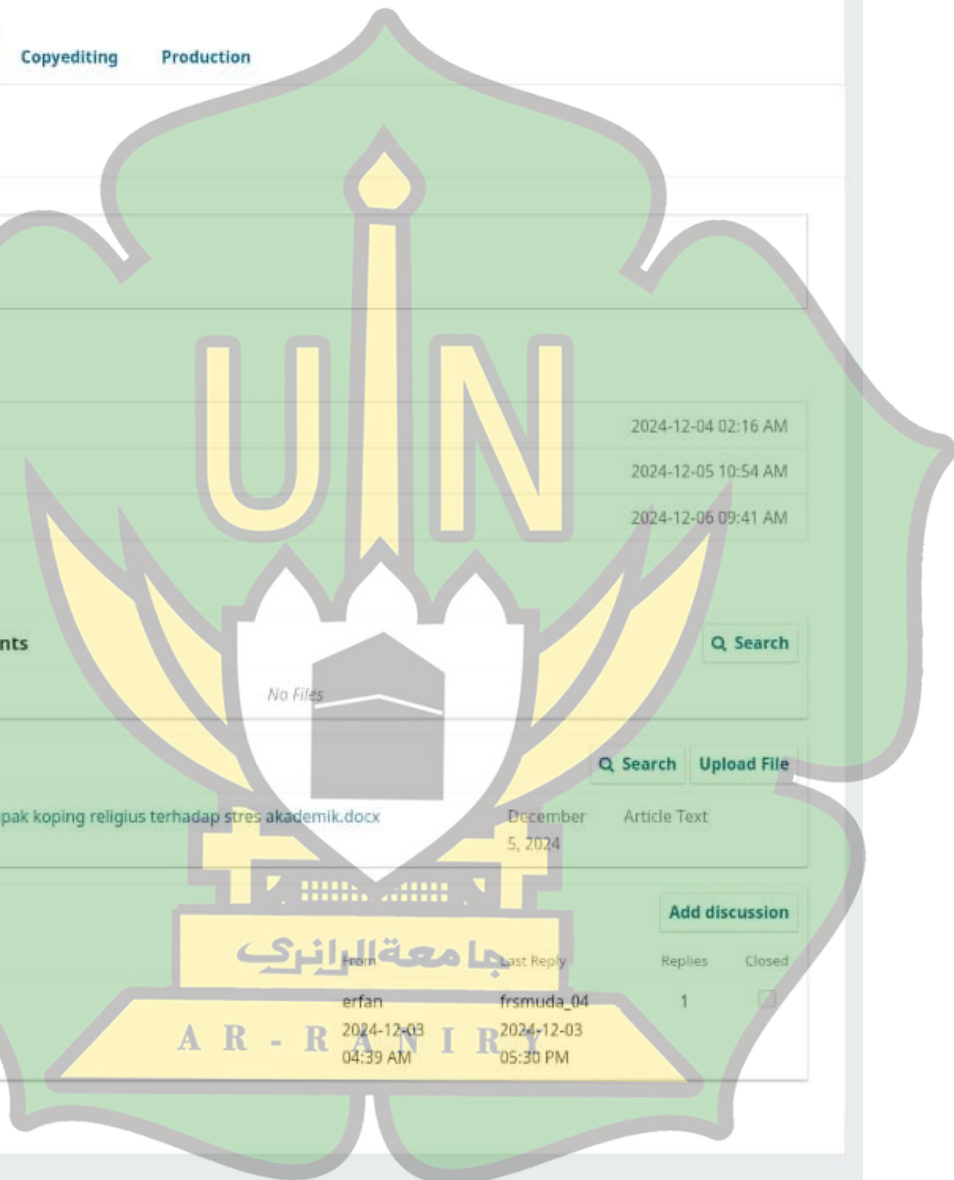 Copyediting Production
UIN
2024-12-04 02:16 AM
2024-12-05 10:54 AM
2024-12-06 09:41 AM
nts
Search
No Files
Search Upload File
pak koping religius terhadap stres akademik.docx December 5, 2024 Article Text
Add discussion
جامعة الرانري
From Last Reply Replies Closed
erfan frsmuda_04 1
2024-12-03 2024-12-03
04:39 AM 05:30 PM
AR-RANIRY